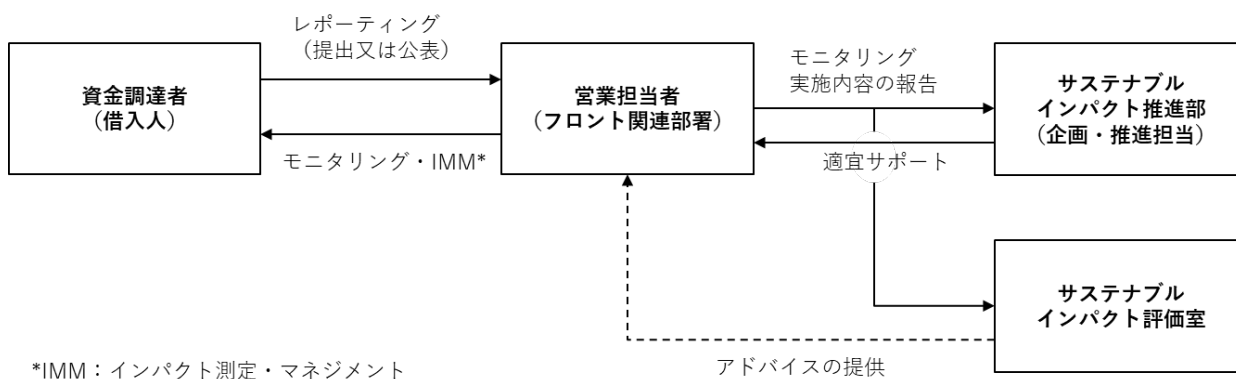 レポーティング
（提出又は公表）
資金調達者
（借入人）
モニタリング・IMM*
営業担当者
（フロント関連部署）
モニタリング
実施内容の報告
適宜サポート
サステナブル
インパクト推進部
（企画・推進担当）
サステナブル
インパクト評価室
アドバイスの提供
*IMM：インパクト測定・マネジメント